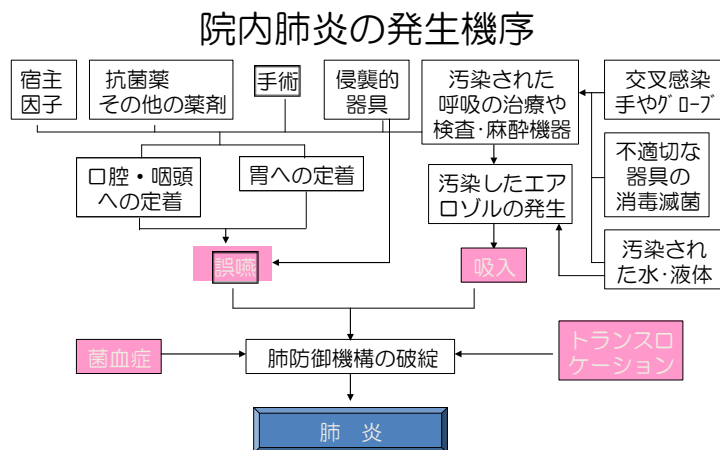 院内肺炎の発生機序
宿主
因子
抗菌薬
その他の薬剤
手術
侵襲的
器具
汚染された
呼吸の治療や
検査・麻酔機器
交叉感染
手やグローブ
口腔・咽頭
への定着
胃への定着
汚染したエア
ロゾルの発生
不適切な
器具の
消毒滅菌
誤嚥
吸入
汚染され
た水・液体
菌血症
肺防御機構の破綻
トランスロ
ケーション
肺 炎